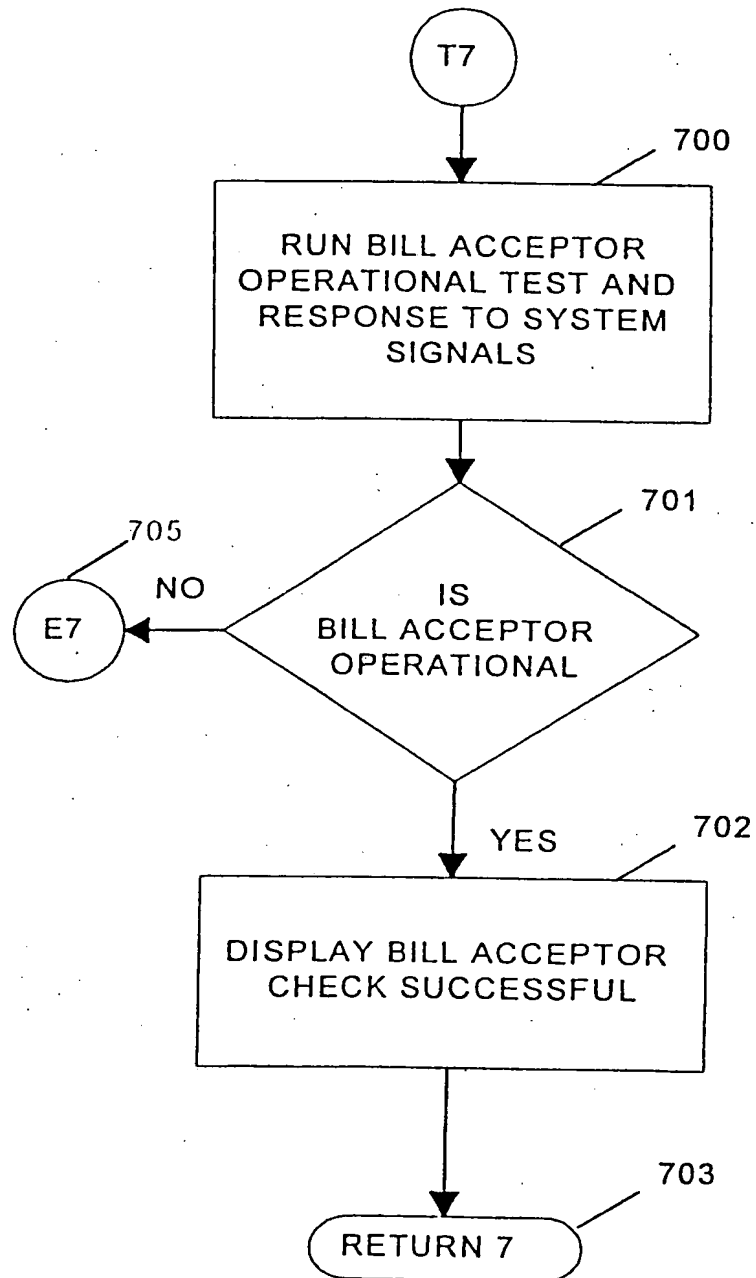 T7
700
RUN BILL ACCEPTOR
OPERATIONAL TEST AND
RESPONSE TO SYSTEM
SIGNALS
701
705
NO
E7
IS
BILL ACCEPTOR
OPERATIONAL
YES
702
DISPLAY BILL ACCEPTOR
CHECK SUCCESSFUL
703
RETURN 7